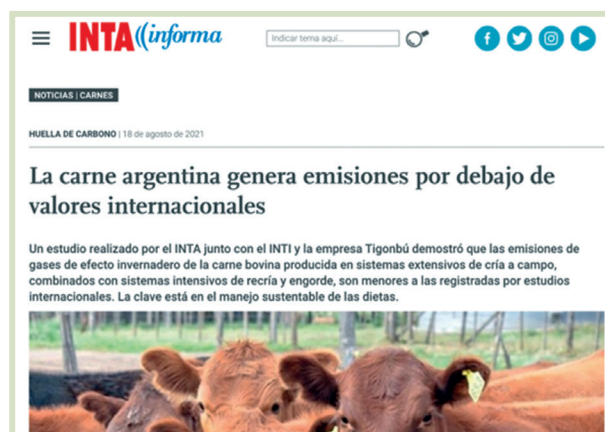 INTA informa
Indicar tema aquí...
NOTICIAS | CARNES
HUELLA DE CARBONO | 18 de agosto de 2021
La carne argentina genera emisiones por debajo de
valores internacionales
Un estudio realizado por el INTA junto con el INTI y la empresa Tigonbú demostró que las emisiones de
gases de efecto invernadero de la carne bovina producida en sistemas extensivos de cría a campo,
combinados con sistemas intensivos de recría y engorde, son menores a las registradas por estudios
internacionales. La clave está en el manejo sustentable de las dietas.